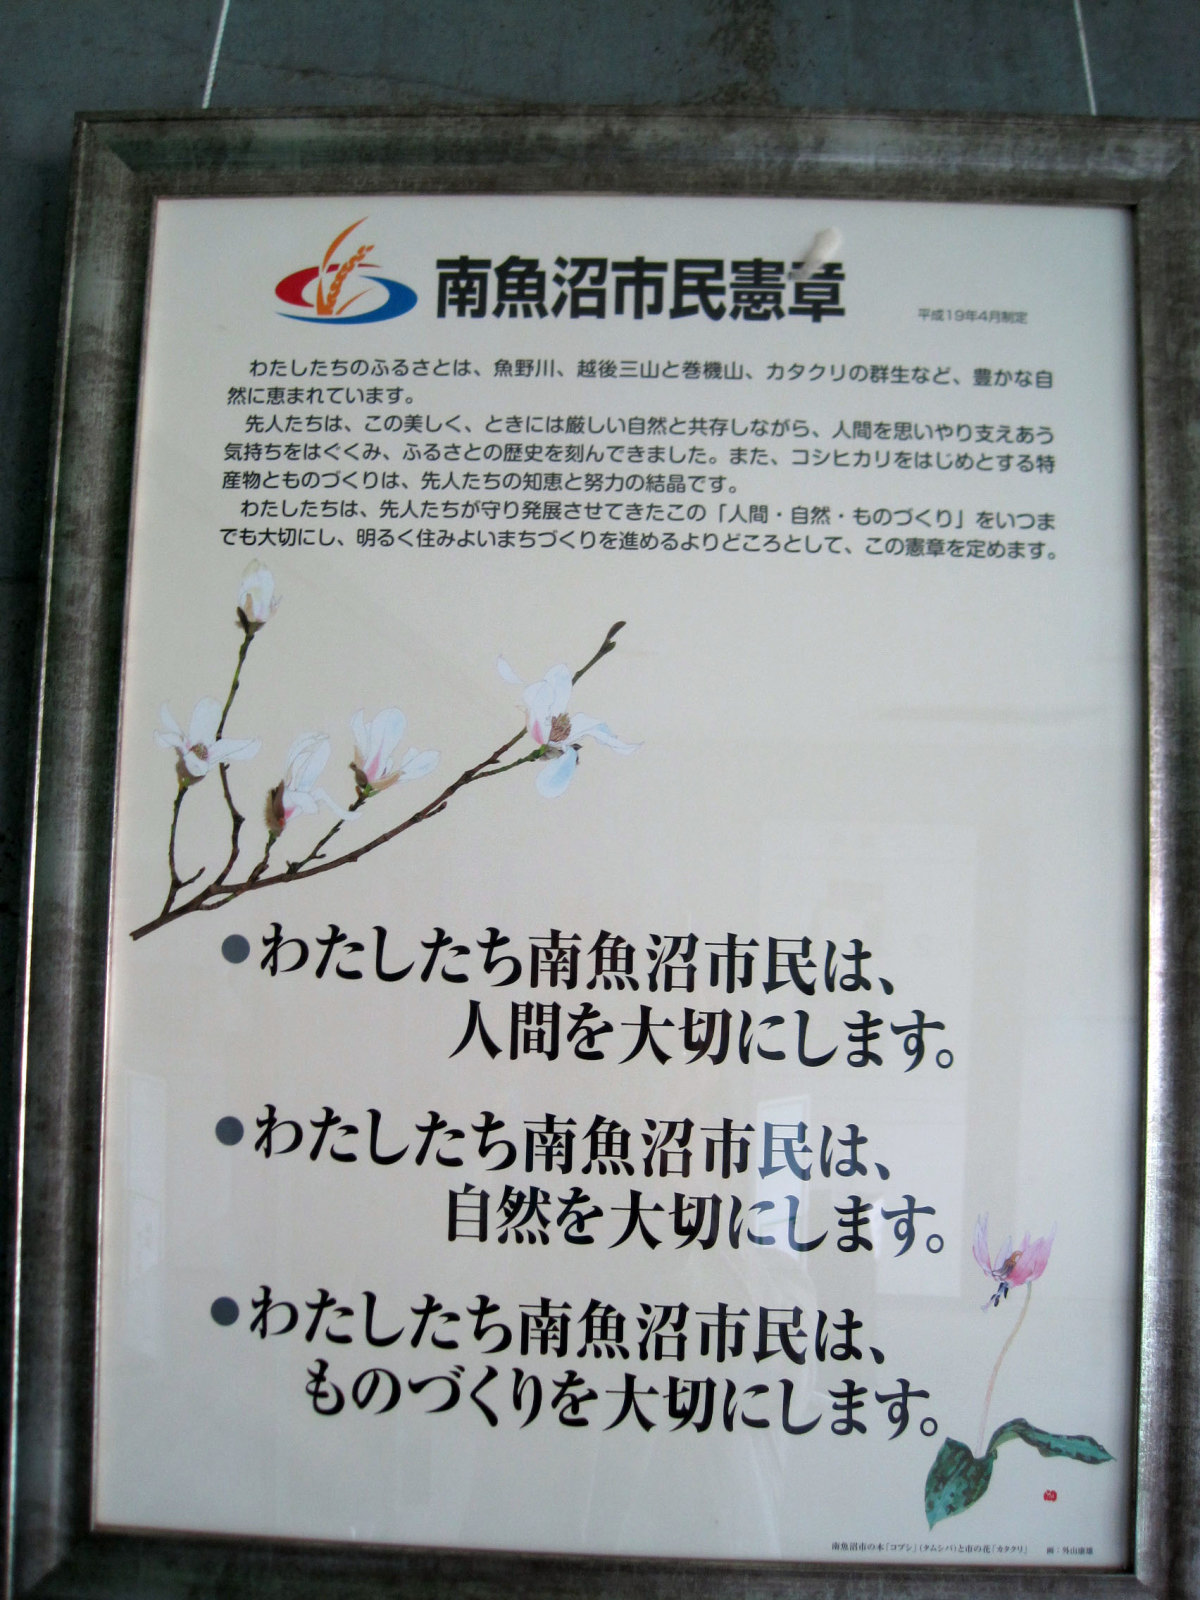 南魚沼市民憲章
平成19年4月制定
わたしたちのふるさとは、魚野川、越後三山と巻機山、カタクリの群生など、豊かな自
然に恵まれています。
先人たちは、この美しく、ときには厳しい自然と共存しながら、人間を思いやり支えあう
気持ちをはぐくみ、ふるさとの歴史を刻んできました。また、コシヒカリをはじめとする特
産物とものづくりは、先人たちの知恵と努力の結晶です。
わたしたちは、先人たちが守り発展させてきたこの「人間・自然・ものづくり」をいつま
でも大切にし、明るく住みよいまちづくりを進めるよりどころとして、この憲章を定めます。
●わたしたち南魚沼市民は、
人間を大切にします。
●わたしたち南魚沼市民は、
自然を大切にします。
●わたしたち南魚沼市民は、
ものづくりを大切にします。
南魚沼市の木「コブシ」(タムシバ)と市の花「カタクリ」 画：外山康雄